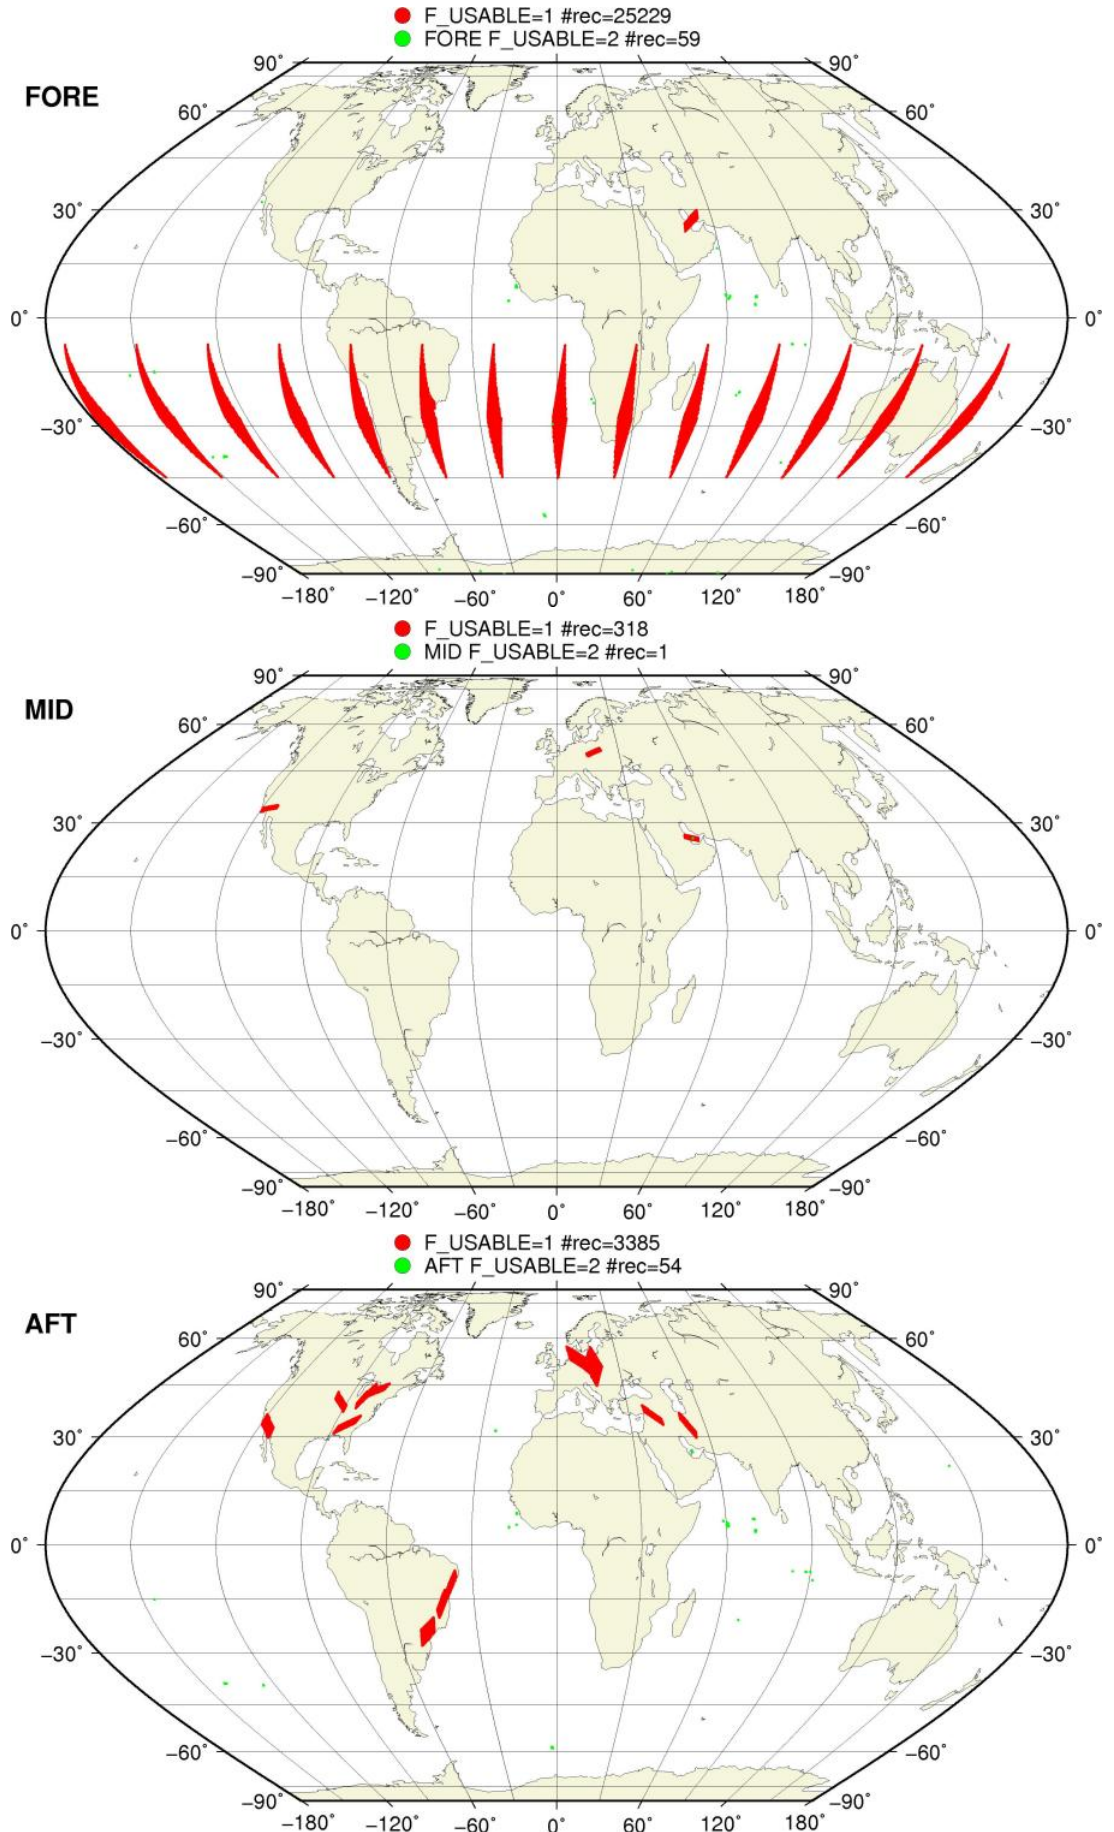 F_USABLE=1 #rec=25229
FORE F_USABLE=2 #rec=59
FORE
90° 90°
60° 60°
30° 30°
0° 0°
−30° −30°
−60° −60°
−90° −90°
−180° −120° −60° 0° 60° 120° 180°
F_USABLE=1 #rec=318
MID F_USABLE=2 #rec=1
MID
90° 90°
60° 60°
30° 30°
0° 0°
−30° −30°
−60° −60°
−90° −90°
−180° −120° −60° 0° 60° 120° 180°
F_USABLE=1 #rec=3385
AFT F_USABLE=2 #rec=54
AFT
90° 90°
60° 60°
30° 30°
0° 0°
−30° −30°
−60° −60°
−90° −90°
−180° −120° −60° 0° 60° 120° 180°